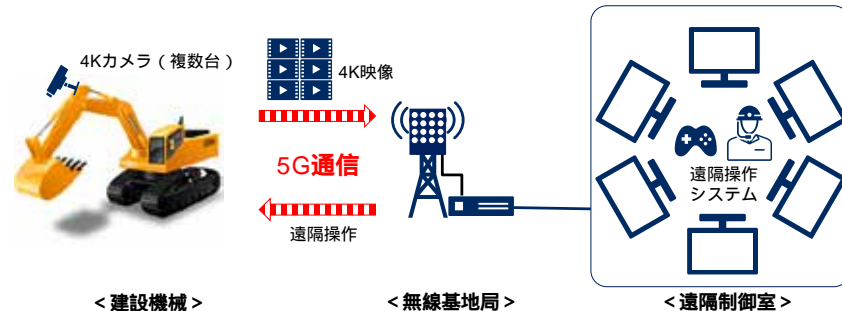 4Kカメラ(複数台)
4K映像
5G通信
遠隔操作
遠隔操作
システム
<建設機械>
<無線基地局>
<遠隔制御室>